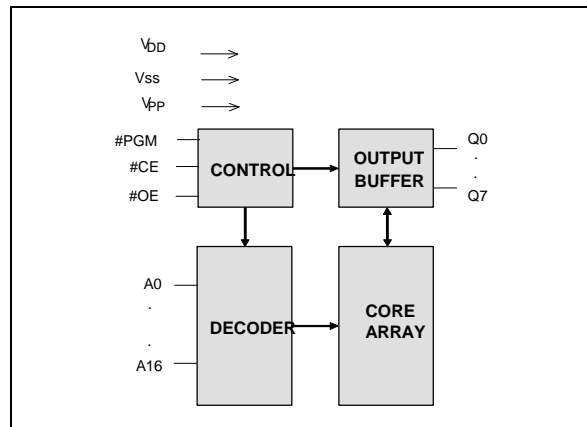 VDD
Vss
VPP
#PGM
#CE
#OE
CONTROL
OUTPUT
BUFFER
Q0
.
.
Q7
A0
.
.
A16
DECODER
CORE
ARRAY